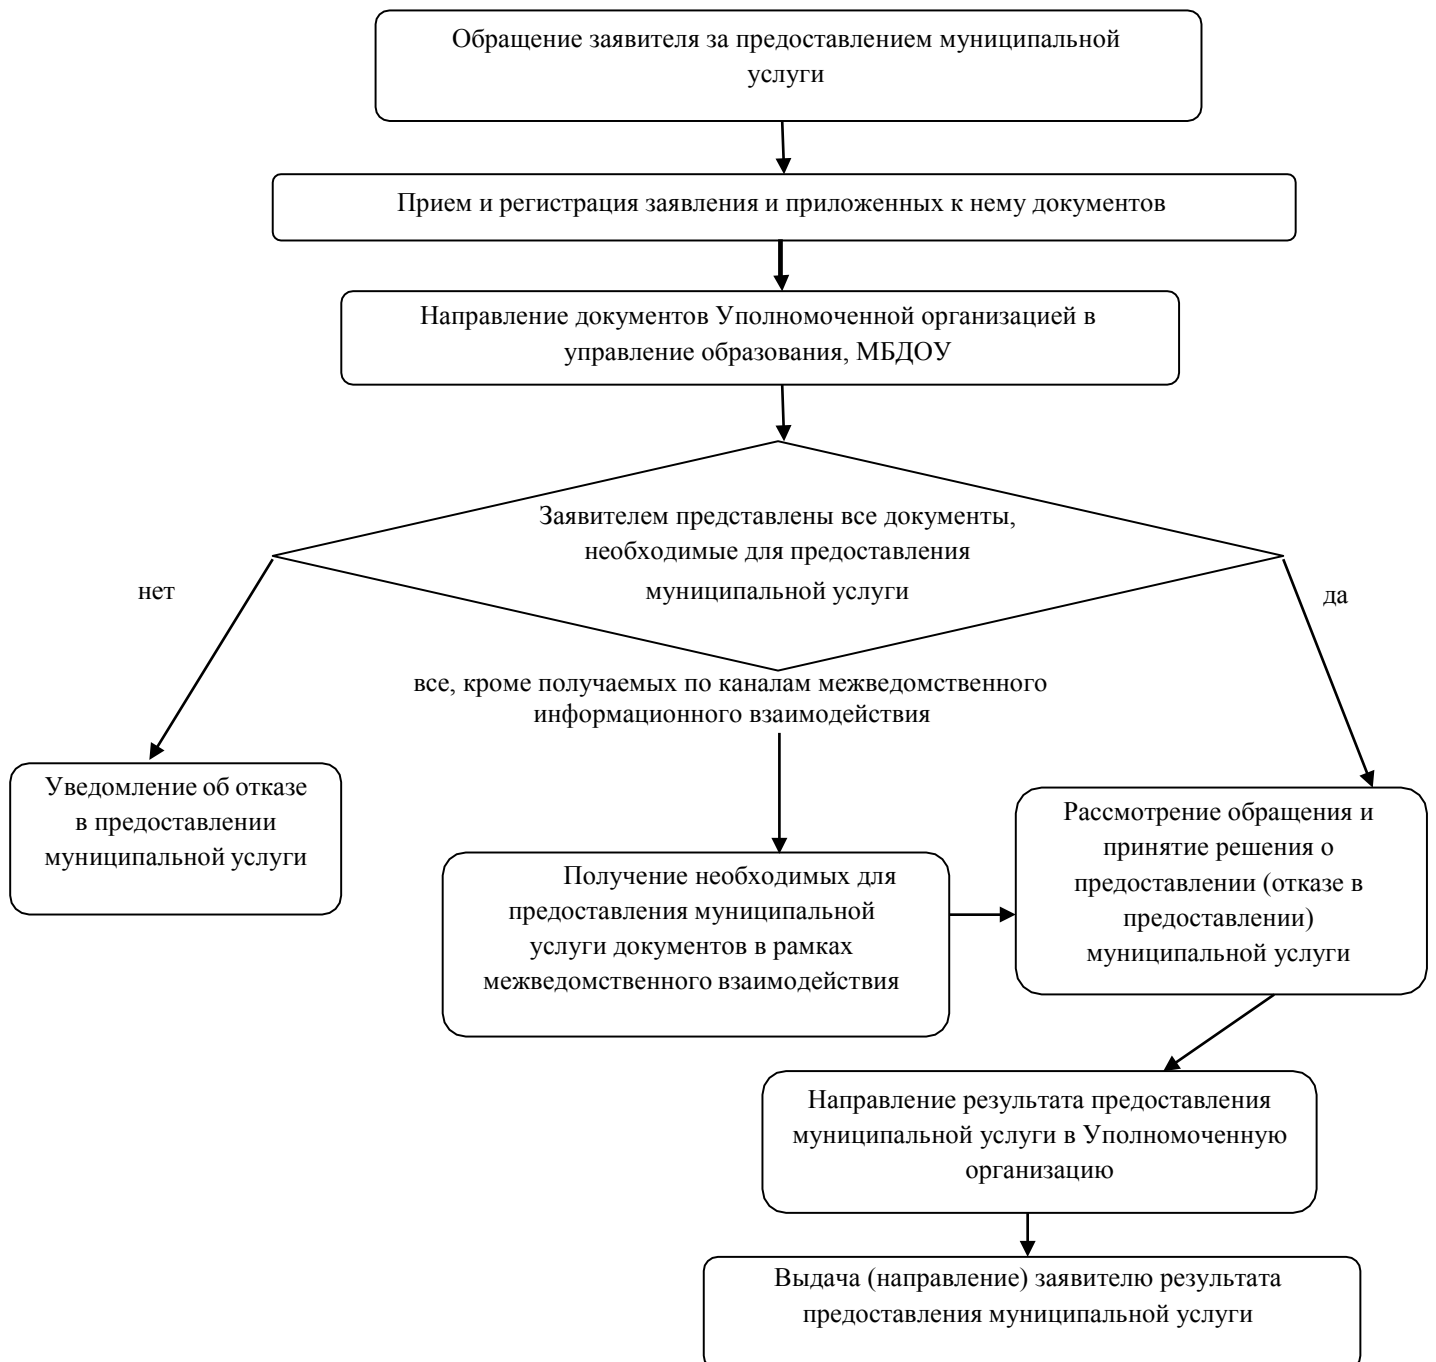 Обращение заявителя за предоставлением муниципальной
услуги
Прием и регистрация заявления и приложенных к нему документов
Направление документов Уполномоченной организацией в
управление образования, МБДОУ
Заявителем представлены все документы,
необходимые для предоставления
муниципальной услуги
нет
да
все, кроме получаемых по каналам межведомственного
информационного взаимодействия
Уведомление об отказе
в предоставлении
муниципальной услуги
Получение необходимых для
предоставления муниципальной
услуги документов в рамках
межведомственного взаимодействия
Рассмотрение обращения и
принятие решения о
предоставлении (отказе в
предоставлении)
муниципальной услуги
Направление результата предоставления
муниципальной услуги в Уполномоченную
организацию
Выдача (направление) заявителю результата
предоставления муниципальной услуги